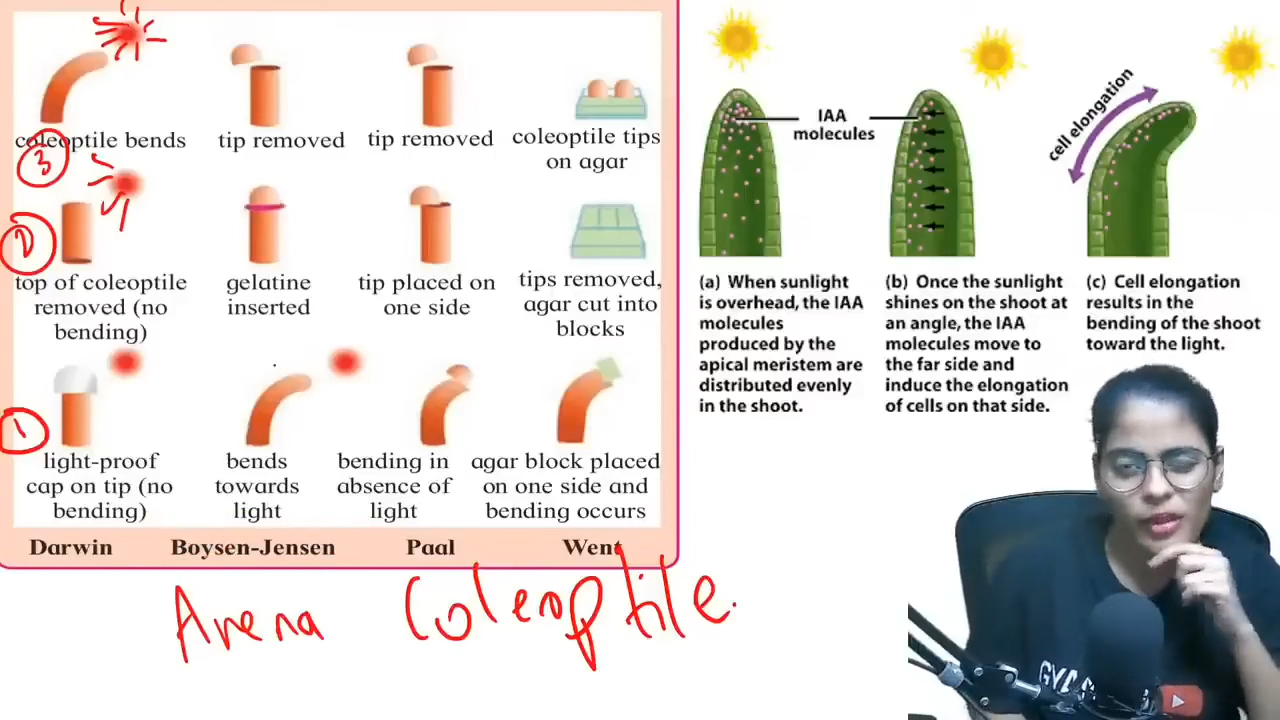 coleoptile bends
tip removed
tip removed
coleoptile tips
on agar
3
2
top of coleoptile
removed (no
bending)
gelatine
inserted
tip placed on
one side
tips removed,
agar cut into
blocks
1
light-proof
cap on tip (no
bending)
bends
towards
light
bending in
absence of
light
agar block placed
on one side and
bending occurs
Darwin
Boysen-Jensen
Paal
Went
Avena Coleoptile.
IAA
molecules
cell elongation
(a) When sunlight
is overhead, the IAA
molecules
produced by the
apical meristem are
distributed evenly
in the shoot.
(b) Once the sunlight
shines on the shoot at
an angle, the IAA
molecules move to
the far side and
induce the elongation
of cells on that side.
(c) Cell elongation
results in the
bending of the shoot
toward the light.